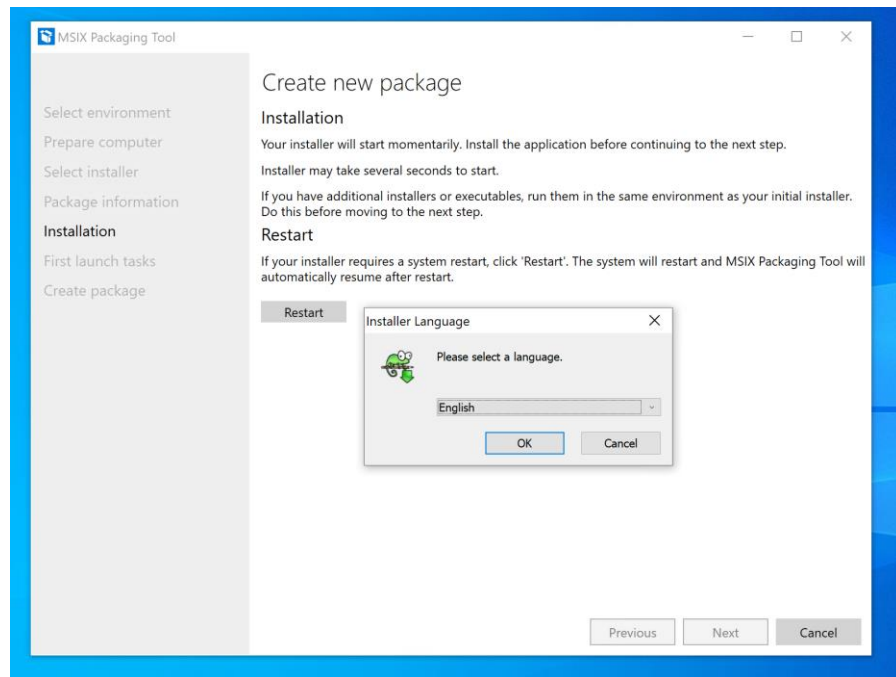 MSIX Packaging Tool
Create new package
Select environment
Prepare computer
Select installer
Package information
Installation
First launch tasks
Create package
Installation
Your installer will start momentarily. Install the application before continuing to the next step.
Installer may take several seconds to start.
If you have additional installers or executables, run them in the same environment as your initial installer.
Do this before moving to the next step.
Restart
If your installer requires a system restart, click 'Restart'. The system will restart and MSIX Packaging Tool will
automatically resume after restart.
Restart
Installer Language
Please select a language.
English
OK
Cancel
Previous
Next
Cancel